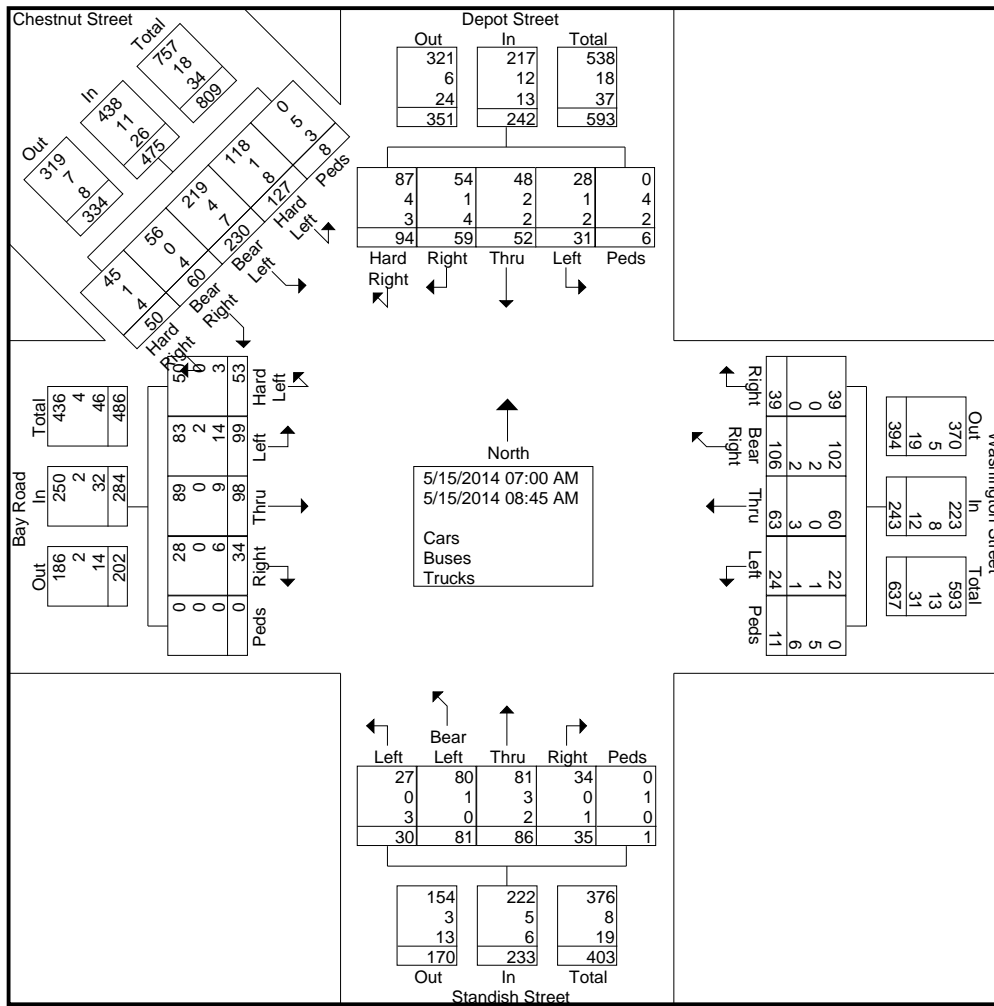 Chestnut Street
Out In Total
319 438 757
7 11 18
8 26 34
334 475 809
45 56 219 118 0
1 0 4 1 5
4 4 7 8 3
50 60 230 127 8
Hard Right
Bear Right
Bear Left
Hard Left
Peds
Depot Street
Out In Total
321 217 538
6 12 18
24 13 37
351 242 593
87 54 48 28 0
4 1 2 1 4
3 4 2 2 2
94 59 52 31 6
Hard Right
Right Thru Left Peds
Bay Road
Total
436 4 46 486
In
250 2 32 284
Out
186 2 14 202
50 0 3 53
Hard Left
83 2 14 99
Left
89 0 9 98
Thru
28 0 6 34
Right
0 0 0 0
Peds
North
5/15/2014 07:00 AM
5/15/2014 08:45 AM
Cars
Buses
Trucks
Right
39 0 0 39
Bear Right
106 2 2 102
Thru
63 3 0 60
Left
24 1 1 22
Peds
11 6 5 0
Washington Street
Out
394 19 5 370
In
243 12 8 223
Total
637 31 13 593
Bear
Left Left Thru Right Peds
27 80 81 34 0
0 1 3 0 1
3 0 2 1 0
30 81 86 35 1
154 222 376
3 5 8
13 6 19
170 233 403
Out In Total
Standish Street